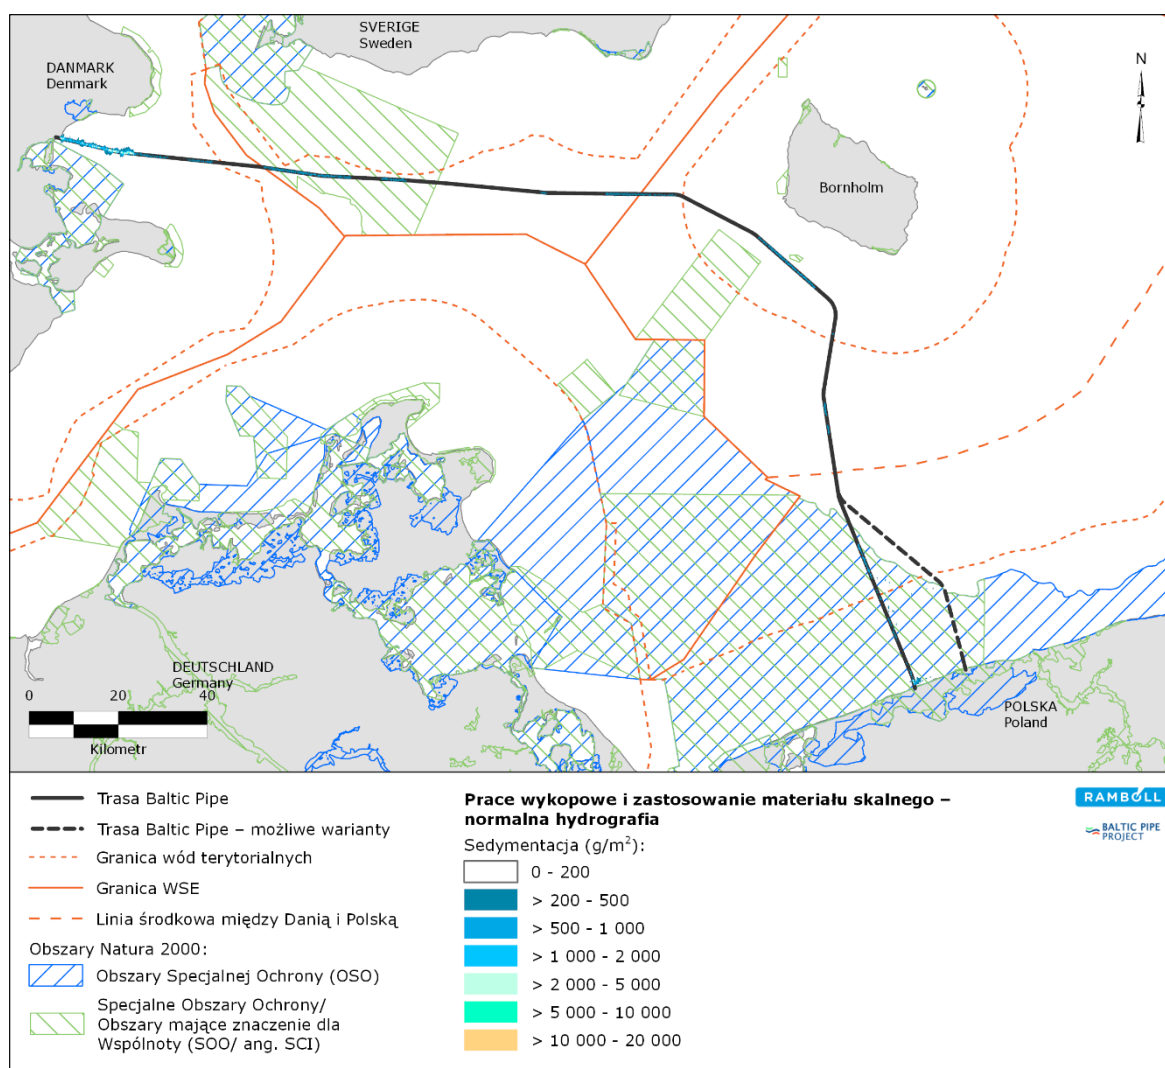 SVERIGE
Sweden
DANMARK
Denmark
N
Bornholm
DEUTSCHLAND
Germany
0 20 40
Kilometr
POLSKA
Poland
Trasa Baltic Pipe
Trasa Baltic Pipe – możliwe warianty
Granica wód terytorialnych
Granica WSE
Linia środkowa między Danią i Polską
Obszary Natura 2000:
Obszary Specjalnej Ochrony (OSO)
Specjalne Obszary Ochrony/
Obszary mające znaczenie dla
Wspólnoty (SOO/ ang. SCI)
Prace wykopowe i zastosowanie materiału skalnego –
normalna hydrografia
Sedymentacja (g/m²):
0 - 200
> 200 - 500
> 500 - 1 000
> 1 000 - 2 000
> 2 000 - 5 000
> 5 000 - 10 000
> 10 000 - 20 000
RAMBOLL
BALTIC PIPE
PROJECT